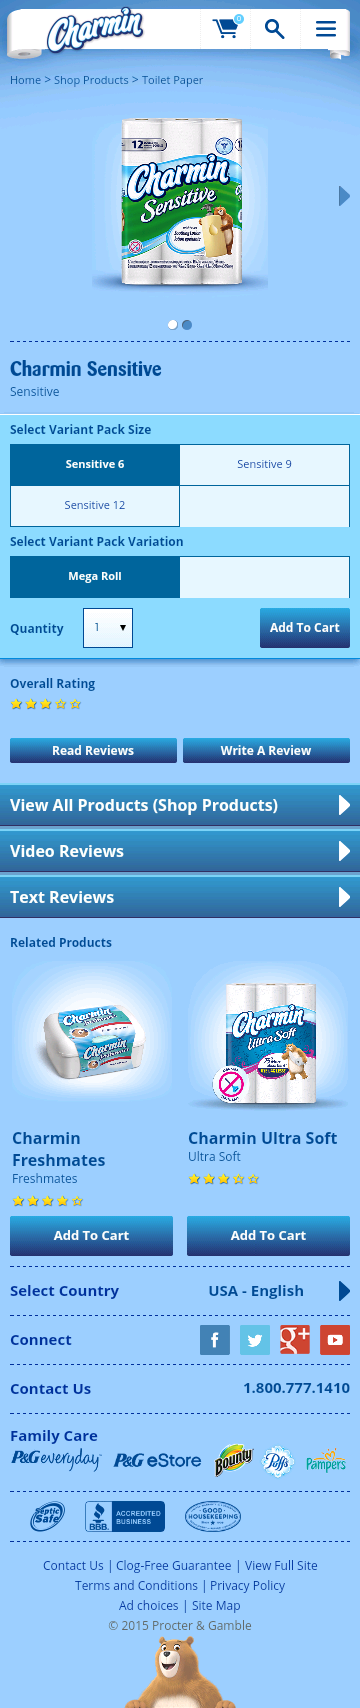 Charmin
0
Home > Shop Products > Toilet Paper
12
Charmin
Sensitive
Charmin Sensitive
Sensitive
Select Variant Pack Size
Sensitive 6
Sensitive 9
Sensitive 12
Select Variant Pack Variation
Mega Roll
Quantity
1
Add To Cart
Overall Rating
Read Reviews
Write A Review
View All Products (Shop Products)
Video Reviews
Text Reviews
Related Products
Charmin
Charmin
Charmin
Ultra Soft
Charmin
Freshmates
Freshmates
Charmin Ultra Soft
Ultra Soft
Add To Cart
Add To Cart
Select Country
USA - English
Connect
Contact Us
1.800.777.1410
Family Care
P&G everyday
P&G eStore
Bounty
Puffs
Pampers
Septic Safe
BBB. ACCREDITED BUSINESS
GOOD HOUSEKEEPING
Contact Us | Clog-Free Guarantee | View Full Site
Terms and Conditions | Privacy Policy
Ad choices | Site Map
© 2015 Procter & Gamble